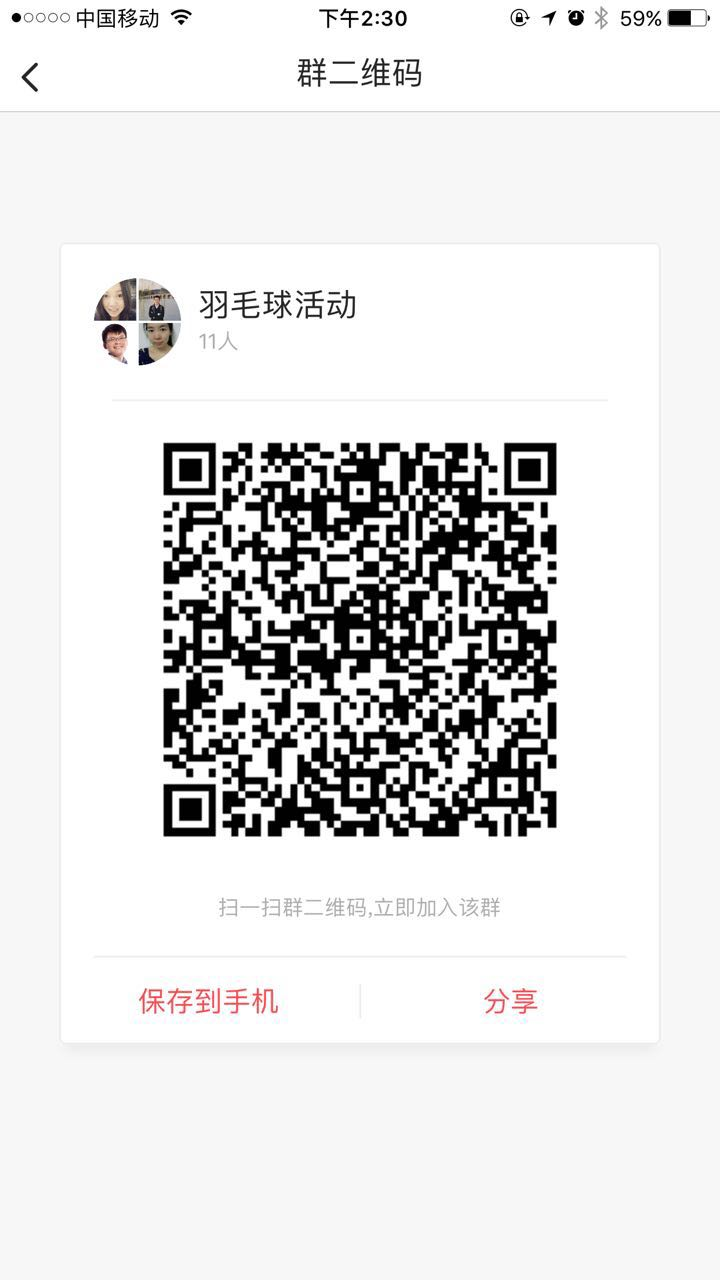 中国移动 下午2:30 59%
群二维码
羽毛球活动
11人
扫一扫群二维码,立即加入该群
保存到手机 分享